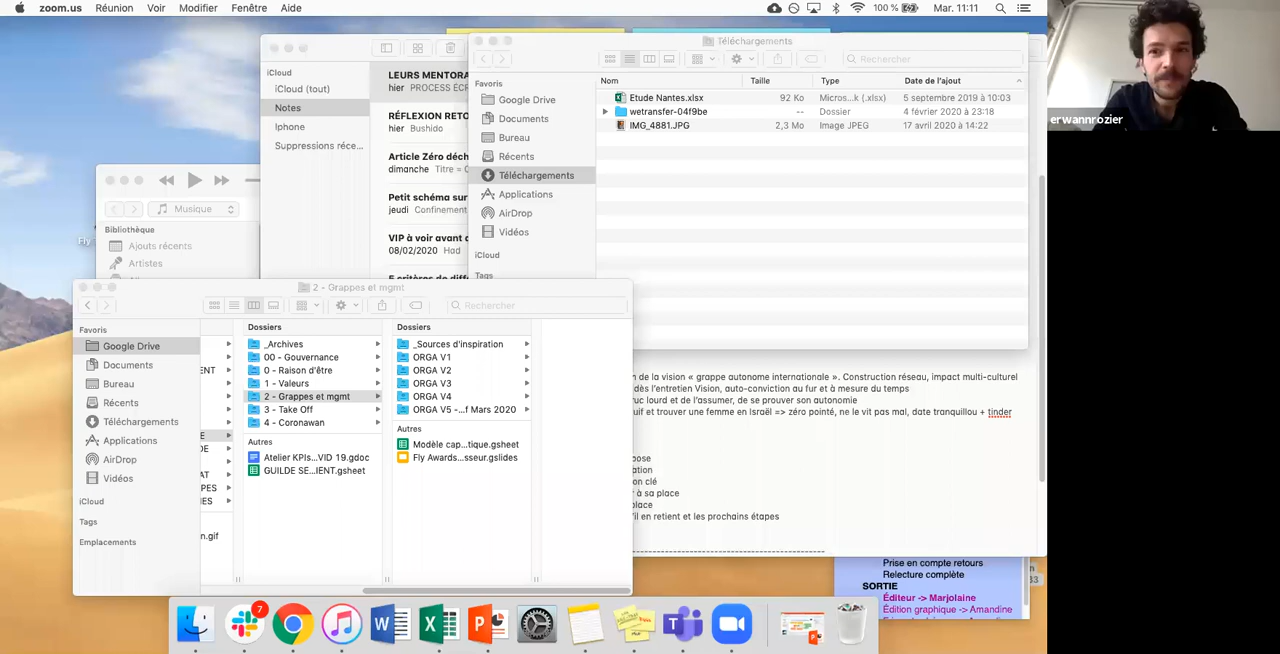 zoom.us Réunion Voir Modifier Fenêtre Aide
100 % Mar. 11:11
erwannrozier
iCloud
iCloud (tout)
Notes
Iphone
Suppressions réce...
LEURS MENTORA
hier PROCESS ECR
RÉFLEXION RETO
hier Bushido
Article Zéro déch
dimanche Titre = C
Petit schéma sur
jeudi Confinement
VIP à voir avant d
08/02/2020 Had
Téléchargements
Rechercher
Favoris
Google Drive
Documents
Bureau
Récents
Téléchargements
Applications
AirDrop
Vidéos
iCloud
Tags
Nom Taille Type Date de l'ajout
Etude Nantes.xlsx 92 Ko Micros...k (.xlsx) 5 septembre 2019 à 10:03
wetransfer-04f9be -- Dossier 4 février 2020 à 23:18
IMG_4881.JPG 2,3 Mo Image JPEG 17 avril 2020 à 14:22
Musique
Bibliothèque
Ajouts récents
Artistes
Fly
2 - Grappes et mgmt
Rechercher
Favoris
Google Drive
Documents
Bureau
Récents
Téléchargements
Applications
AirDrop
Vidéos
iCloud
Tags
Emplacements
ENT
E
DE
AT
PES
IES
n.gif
Dossiers
_Archives
00 - Gouvernance
0 - Raison d'être
1 - Valeurs
2 - Grappes et mgmt
3 - Take Off
4 - Coronawan
Autres
Atelier KPIs...VID 19.gdoc
GUILDE SE...IENT.gsheet
Dossiers
_Sources d'inspiration
ORGA V1
ORGA V2
ORGA V3
ORGA V4
ORGA V5 -...f Mars 2020
Autres
Modèle cap...tique.gsheet
Fly Awards...sseur.gslides
n de la vision « grappe autonome internationale ». Construction réseau, impact multi-culturel
dès l'entretien Vision, auto-conviction au fur et à mesure du temps
ruc lourd et de l'assumer, de se prouver son autonomie
uif et trouver une femme en Israël => zéro pointé, ne le vit pas mal, date tranquillou + tinder
pose
ation
on clé
r à sa place
place
'il en retient et les prochains étapes
Prise en compte retours
Relecture complète
SORTIE
Éditeur -> Marjolaine
Édition graphique -> Amandine
7